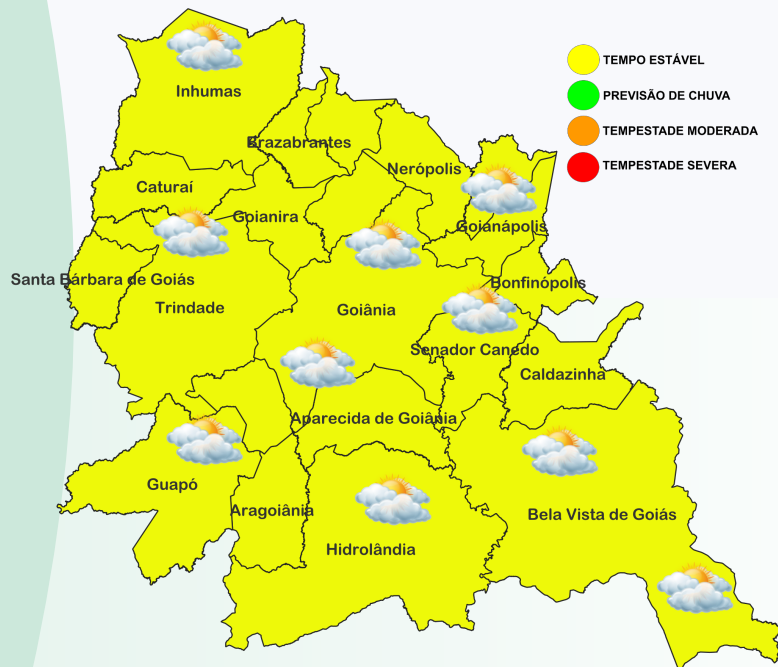 TEMPO ESTÁVEL
PREVISÃO DE CHUVA
TEMPESTADE MODERADA
TEMPESTADE SEVERA
Inhumas
Brazabrantes
Nerópolis
Caturaí
Goianira
Goianápolis
Santa Bárbara de Goiás
Bonfinópolis
Trindade
Goiânia
Senador Canedo
Caldazinha
Aparecida de Goiânia
Guapó
Aragoiânia
Bela Vista de Goiás
Hidrolândia